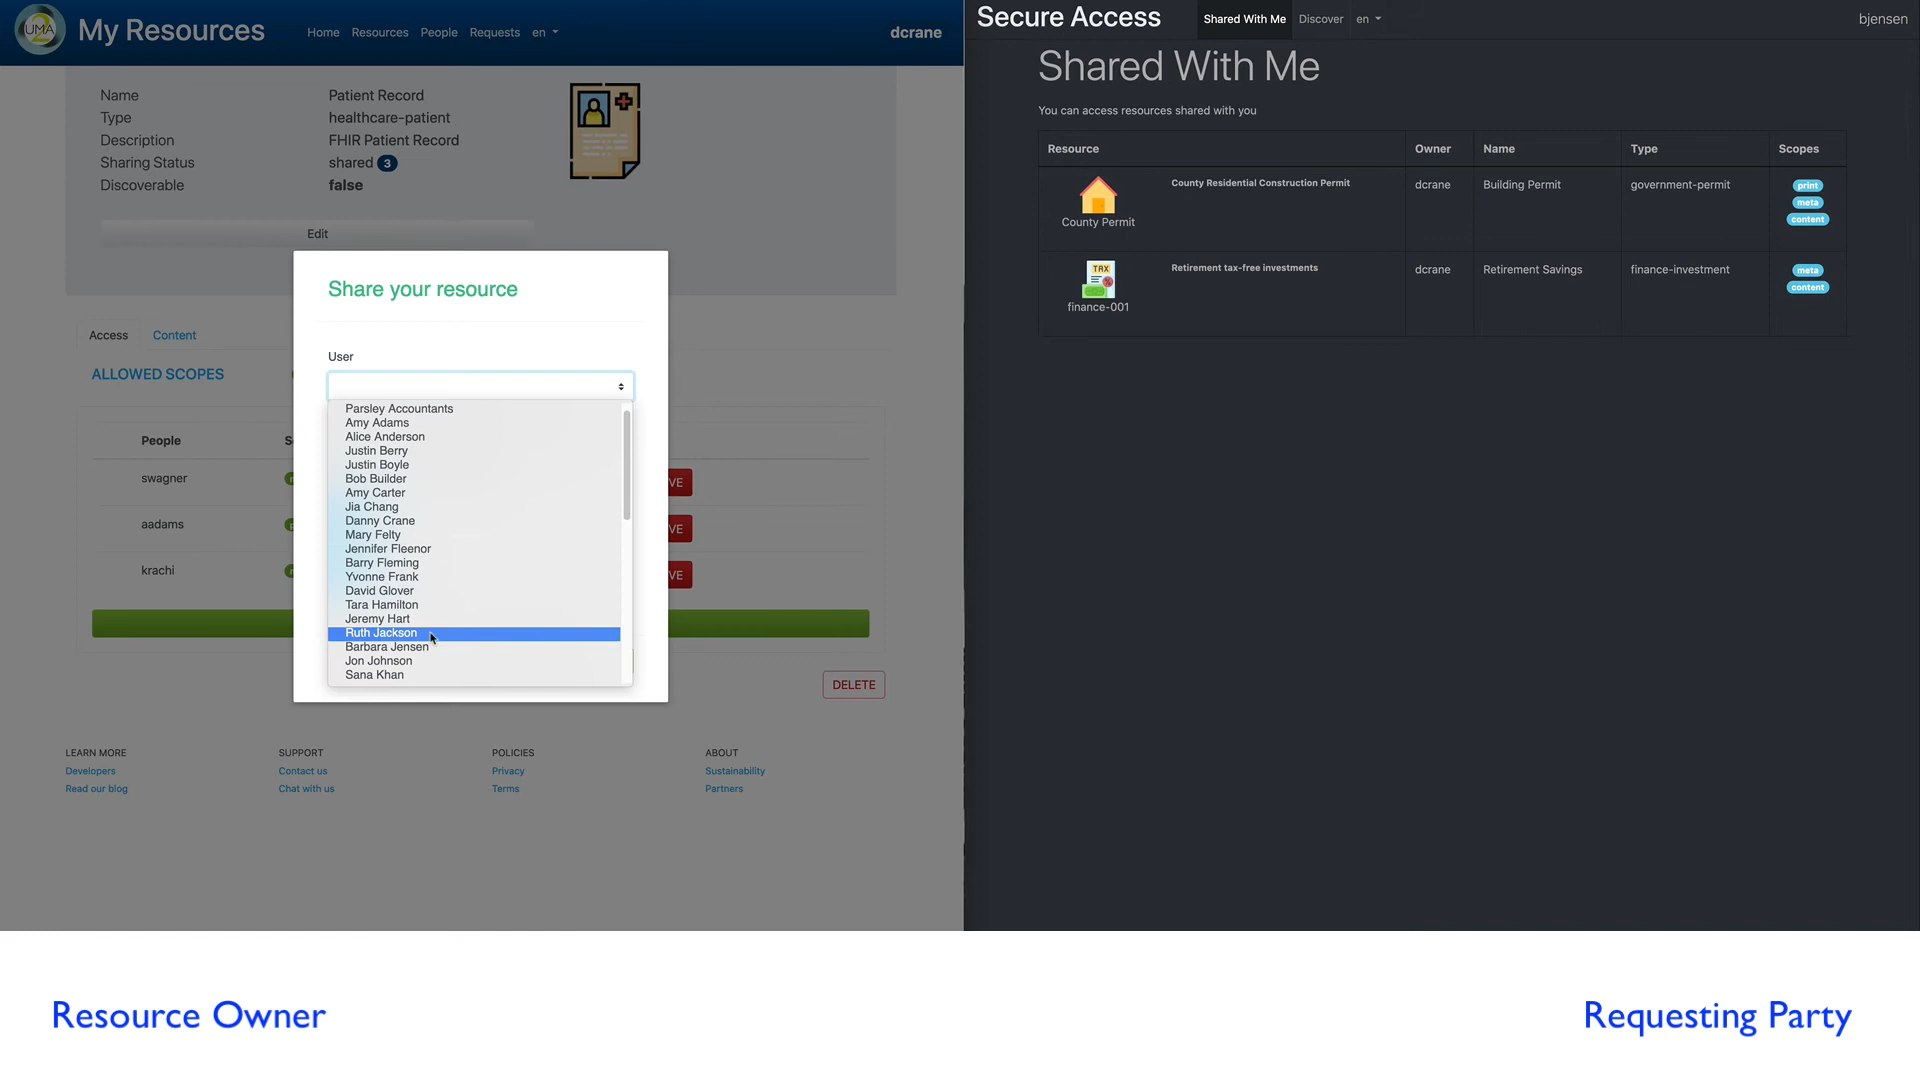 UMA 2
My Resources
Home Resources People Requests en
dcrane
Name Patient Record
Type healthcare-patient
Description FHIR Patient Record
Sharing Status shared 3
Discoverable false
Edit
Access Content
ALLOWED SCOPES
People
swagner
aadams
krachi
VE
VE
VE
Share your resource
User
Parsley Accountants
Amy Adams
Alice Anderson
Justin Berry
Justin Boyle
Bob Builder
Amy Carter
Jia Chang
Danny Crane
Mary Felty
Jennifer Fleenor
Barry Fleming
Yvonne Frank
David Glover
Tara Hamilton
Jeremy Hart
Ruth Jackson
Barbara Jensen
Jon Johnson
Sana Khan
DELETE
LEARN MORE
Developers
Read our blog
SUPPORT
Contact us
Chat with us
POLICIES
Privacy
Terms
ABOUT
Sustainability
Partners
Secure Access
Shared With Me Discover en
bjensen
Shared With Me
You can access resources shared with you
Resource Owner Name Type Scopes
County Permit
County Residential Construction Permit
dcrane
Building Permit
government-permit
print
meta
content
TAX
finance-001
Retirement tax-free investments
dcrane
Retirement Savings
finance-investment
meta
content
Resource Owner
Requesting Party